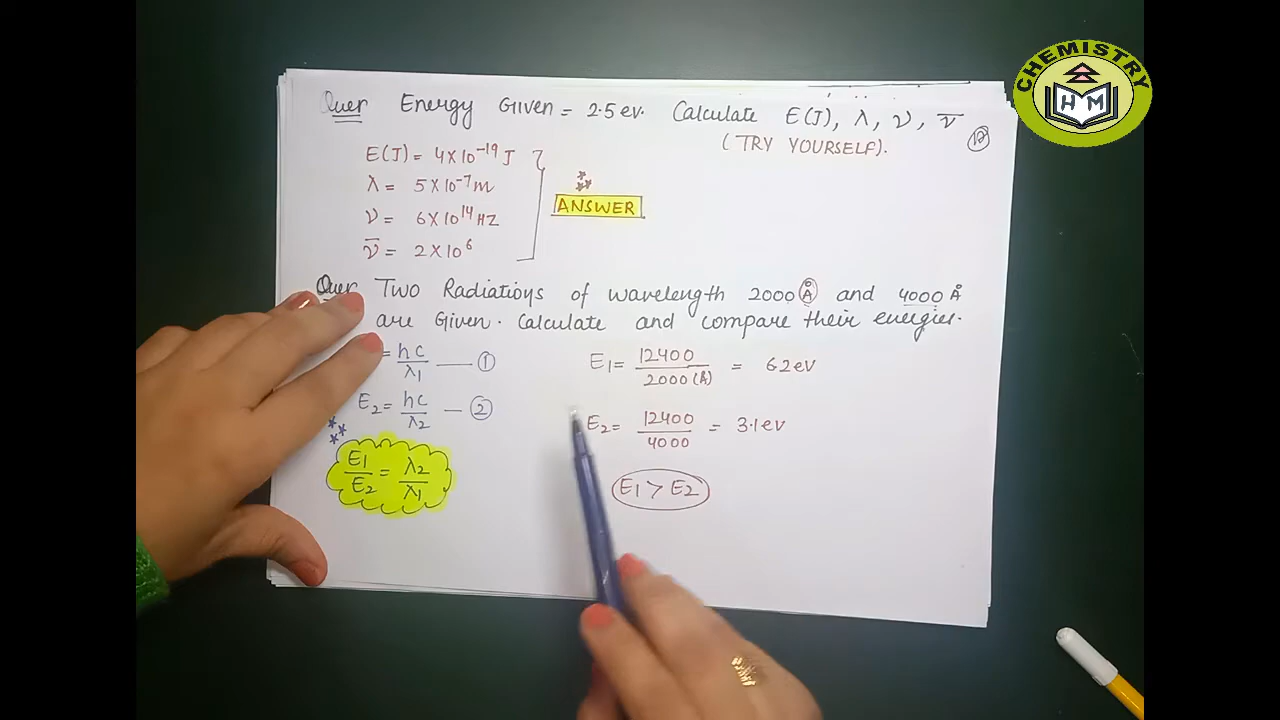 CHEMISTRY
HM
Ques Energy Given = 2.5 ev. Calculate E(J), λ, ν, ν̅
(TRY YOURSELF).
12
E(J) = 4×10⁻¹⁹ J
λ = 5×10⁻⁷ m
ν = 6×10¹⁴ HZ
ν̅ = 2×10⁶
ANSWER
Ques Two Radiations of wavelength 2000 Å and 4000 Å
are Given. Calculate and compare their energies.
= hc/λ₁ —— ①
E₂ = hc/λ₂ — ②
E₁/E₂ = λ₂/λ₁
E₁ = 12400/2000(Å) = 6.2 ev
E₂ = 12400/4000 = 3.1 ev
E₁ > E₂